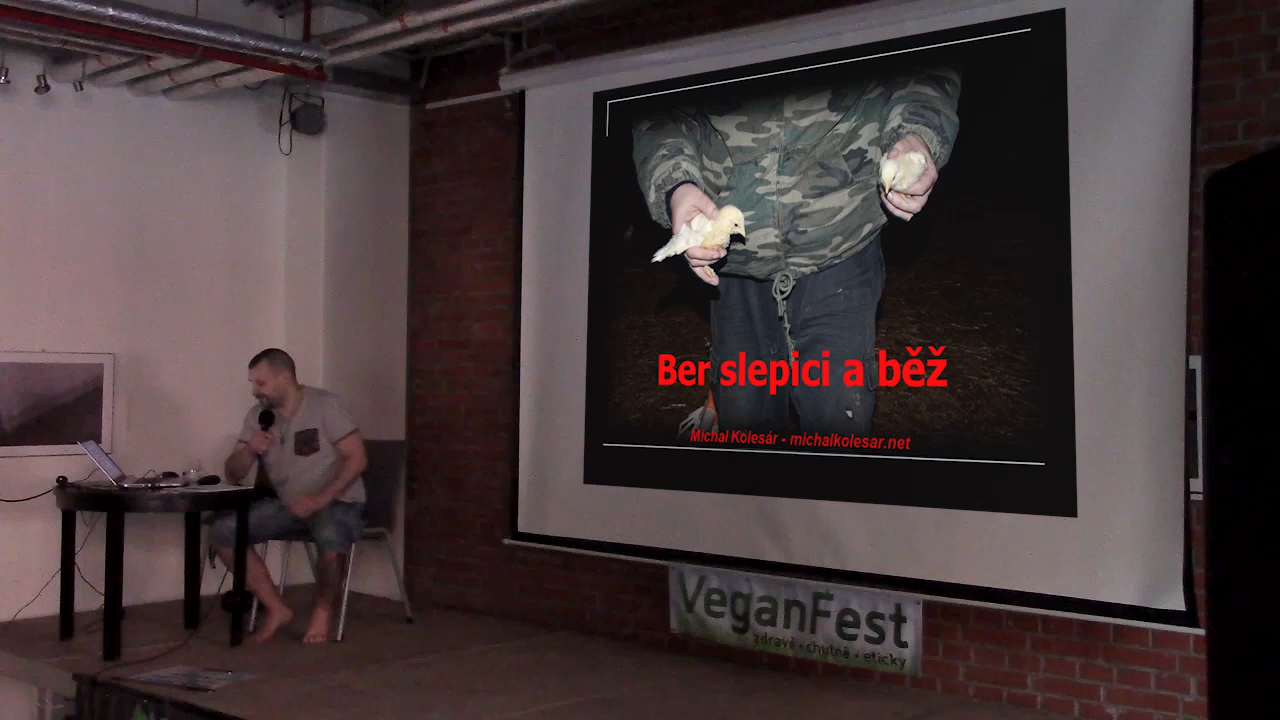 Ber slepici a běž
Michal Kolesár - michalkolesar.net
VeganFest
zdravě • chutně • eticky